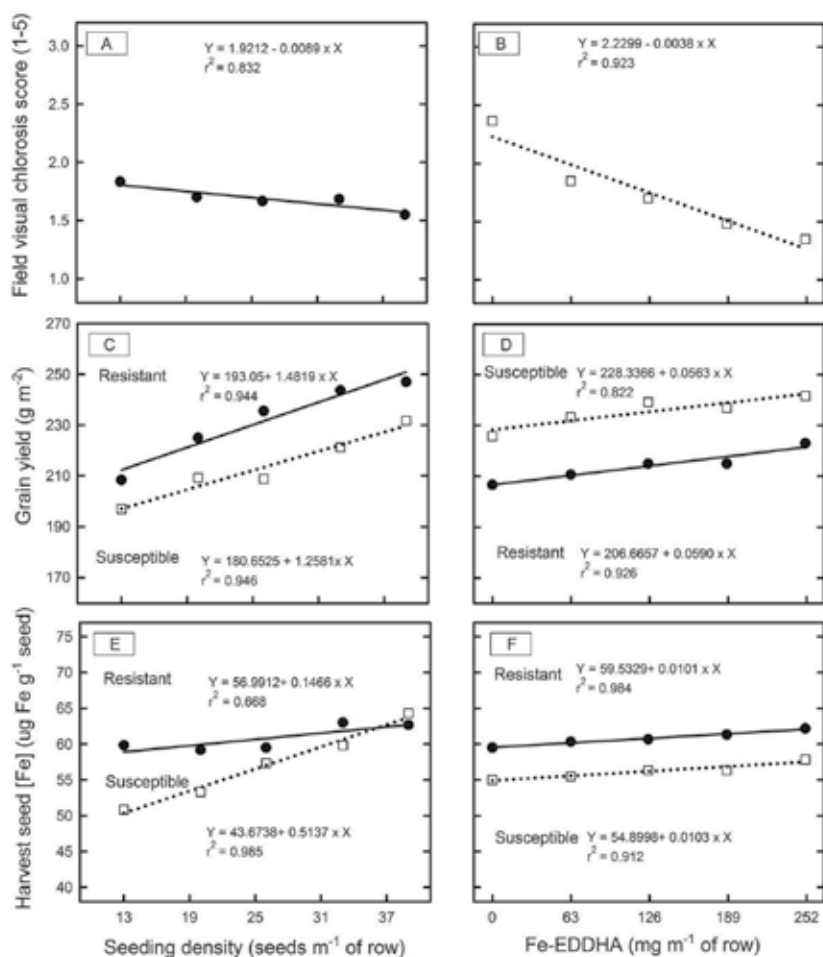 Field visual chlorosis score (1-5)
3.0
2.5
2.0
1.5
1.0
A
Y = 1.9212 - 0.0089 x X
r² = 0.832
B
Y = 2.2299 - 0.0038 x X
r² = 0.923
Grain yield (g m⁻²)
270
250
230
210
190
170
C
Resistant
Y = 193.05+ 1.4819 x X
r² = 0.944
Susceptible
Y = 180.6525 + 1.2581x X
r² = 0.946
D
Susceptible
Y = 228.3366 + 0.0563 x X
r² = 0.822
Resistant
Y = 206.6657 + 0.0590 x X
r² = 0.926
Harvest seed [Fe] (ug Fe g⁻¹ seed)
75
70
65
60
55
50
45
40
E
Resistant
Y = 56.9912+ 0.1466 x X
r² = 0.668
Susceptible
Y = 43.6738+ 0.5137 x X
r² = 0.985
F
Resistant
Y = 59.5329+ 0.0101 x X
r² = 0.984
Susceptible
Y = 54.8998+ 0.0103 x X
r² = 0.912
13 19 25 31 37
0 63 126 189 252
Seeding density (seeds m⁻¹ of row)
Fe-EDDHA (mg m⁻¹ of row)